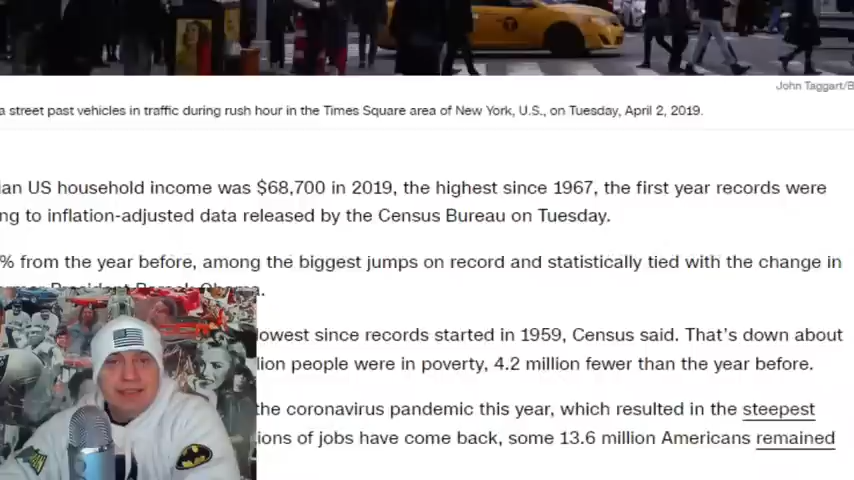 John Taggart/B
a street past vehicles in traffic during rush hour in the Times Square area of New York, U.S., on Tuesday, April 2, 2019.
ian US household income was $68,700 in 2019, the highest since 1967, the first year records were
ng to inflation-adjusted data released by the Census Bureau on Tuesday.
% from the year before, among the biggest jumps on record and statistically tied with the change in
ormer President Barack Obama.
lowest since records started in 1959, Census said. That's down about
lion people were in poverty, 4.2 million fewer than the year before.
the coronavirus pandemic this year, which resulted in the steepest
ions of jobs have come back, some 13.6 million Americans remained